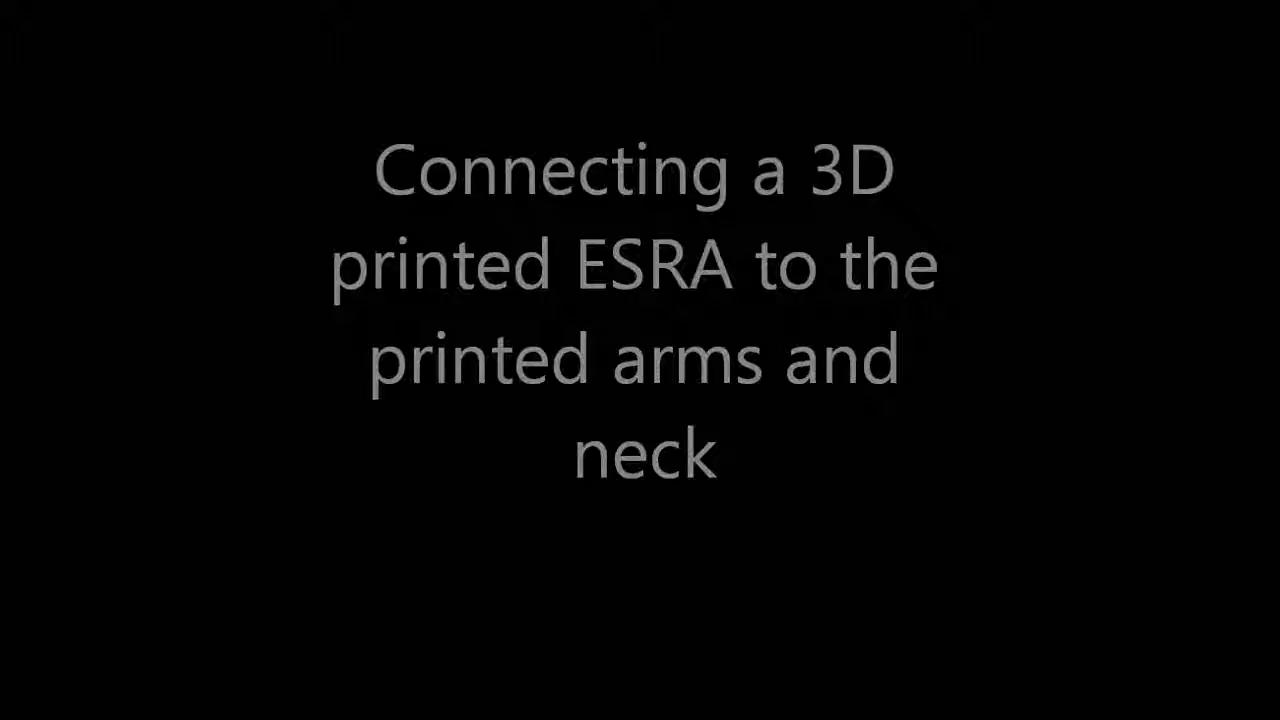 Connecting a 3D
printed ESRA to the
printed arms and
neck